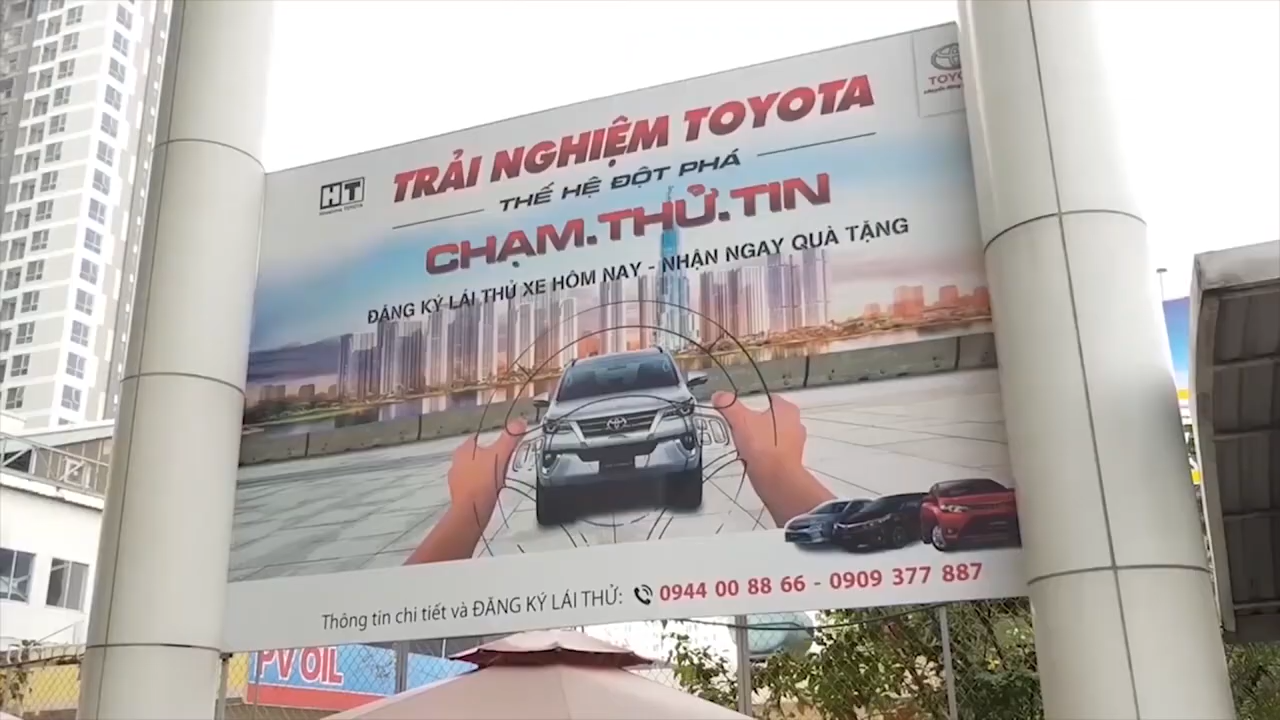 HT
TRẢI NGHIỆM TOYOTA
THẾ HỆ ĐỘT PHÁ
CHẠM.THỬ.TIN
ĐĂNG KÝ LÁI THỬ XE HÔM NAY - NHẬN NGAY QUÀ TẶNG
Thông tin chi tiết và ĐĂNG KÝ LÁI THỬ: 0944 00 88 66 - 0909 377 887
PV OIL